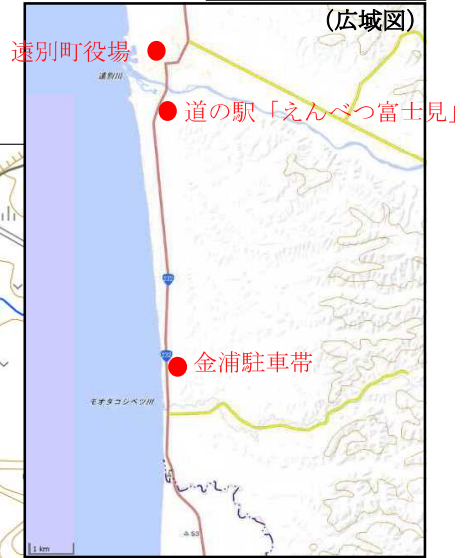 (広域図)
遠別町役場
遠別川
道の駅「えんべつ富士見」
232
金浦駐車帯
モオタコシベツ川
53
1 km